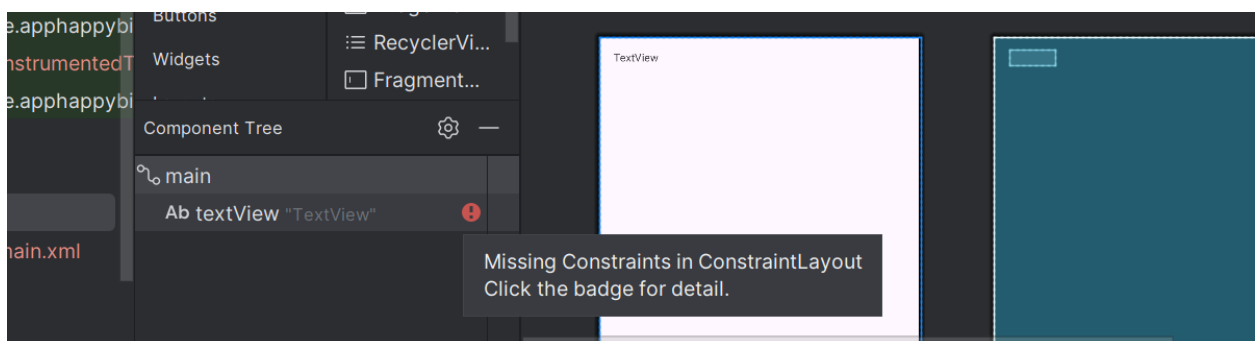 e.apphappybi
nstrumentedT
e.apphappybi
nain.xml
Buttons
Widgets
RecyclerVi...
Fragment...
Component Tree
main
Ab textView "TextView"
Missing Constraints in ConstraintLayout
Click the badge for detail.
TextView